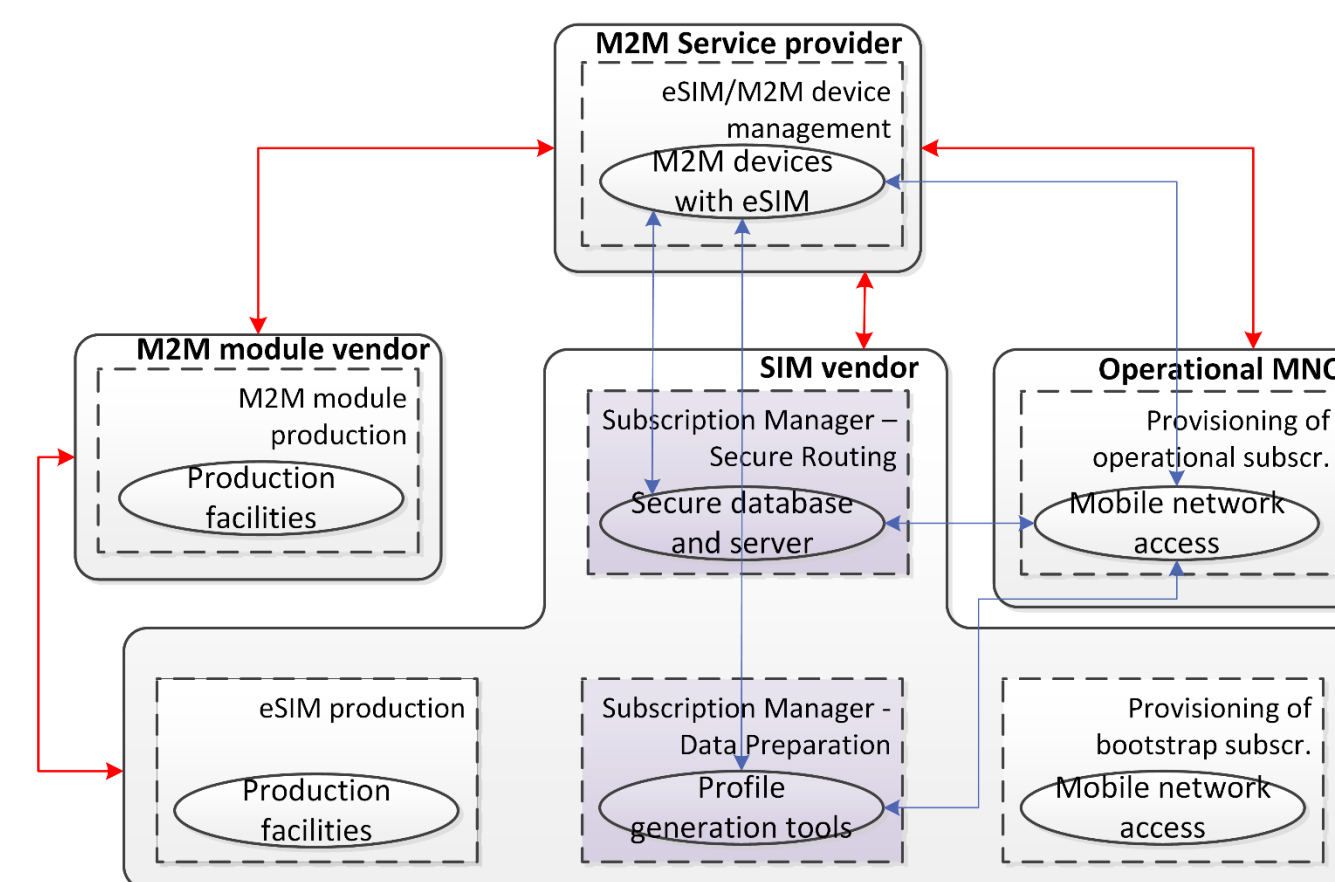 M2M Service provider
eSIM/M2M device
management
M2M devices
with eSIM
M2M module vendor
M2M module
production
Production
facilities
SIM vendor
Subscription Manager –
Secure Routing
Secure database
and server
Operational MNO
Provisioning of
operational subscr.
Mobile network
access
eSIM production
Production
facilities
Subscription Manager -
Data Preparation
Profile
generation tools
Provisioning of
bootstrap subscr.
Mobile network
access